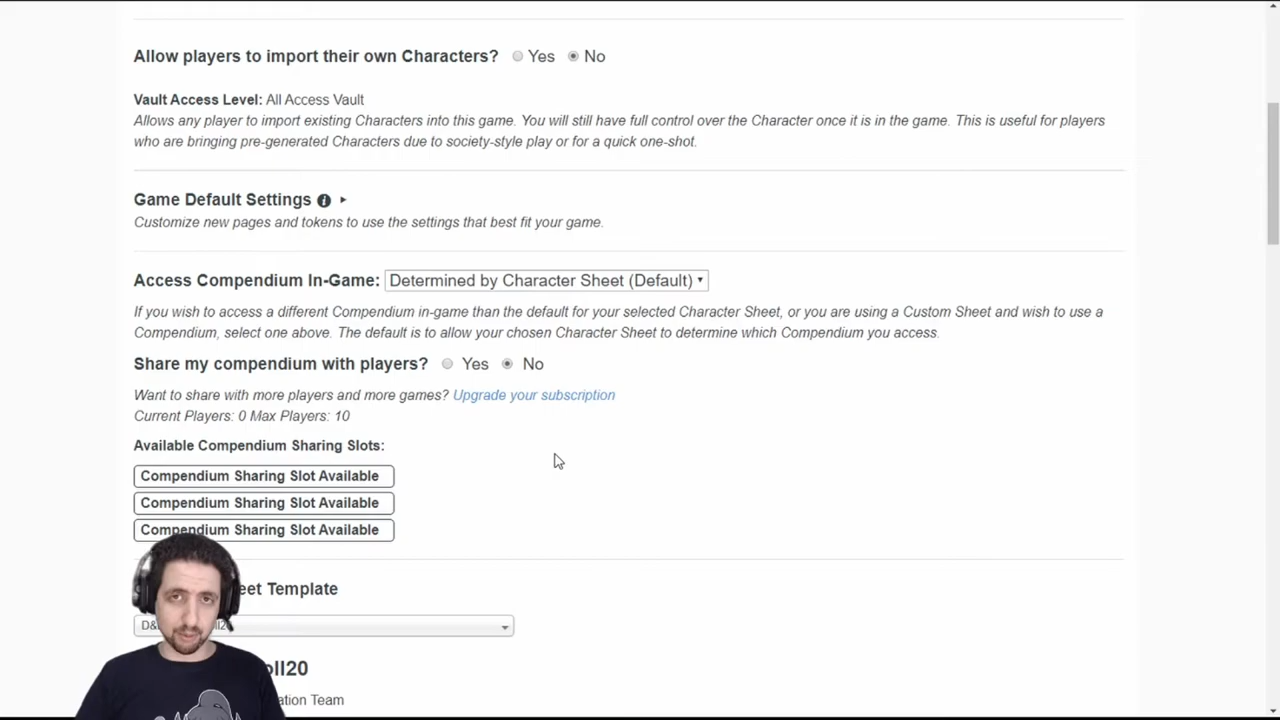 Allow players to import their own Characters? Yes No
Vault Access Level: All Access Vault
Allows any player to import existing Characters into this game. You will still have full control over the Character once it is in the game. This is useful for players
who are bringing pre-generated Characters due to society-style play or for a quick one-shot.
Game Default Settings
Customize new pages and tokens to use the settings that best fit your game.
Access Compendium In-Game: Determined by Character Sheet (Default)
If you wish to access a different Compendium in-game than the default for your selected Character Sheet, or you are using a Custom Sheet and wish to use a
Compendium, select one above. The default is to allow your chosen Character Sheet to determine which Compendium you access.
Share my compendium with players? Yes No
Want to share with more players and more games? Upgrade your subscription
Current Players: 0 Max Players: 10
Available Compendium Sharing Slots:
Compendium Sharing Slot Available
Compendium Sharing Slot Available
Compendium Sharing Slot Available
Template